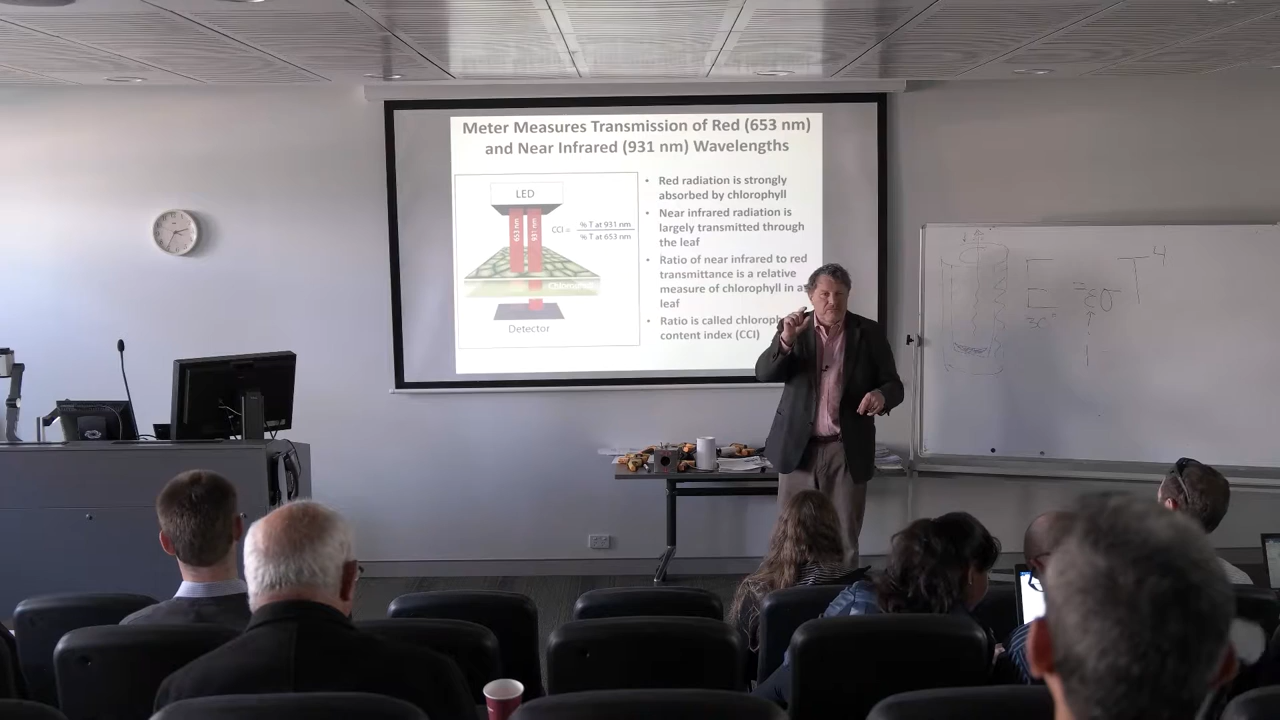 Meter Measures Transmission of Red (653 nm)
and Near Infrared (931 nm) Wavelengths
LED
653 nm
931 nm
CCI = % T at 931 nm
% T at 653 nm
Detector
• Red radiation is strongly
absorbed by chlorophyll
• Near infrared radiation is
largely transmitted through
the leaf
• Ratio of near infrared to red
transmittance is a relative
measure of chlorophyll in a
leaf
• Ratio is called chloroph
content index (CCI)
E = εσT4